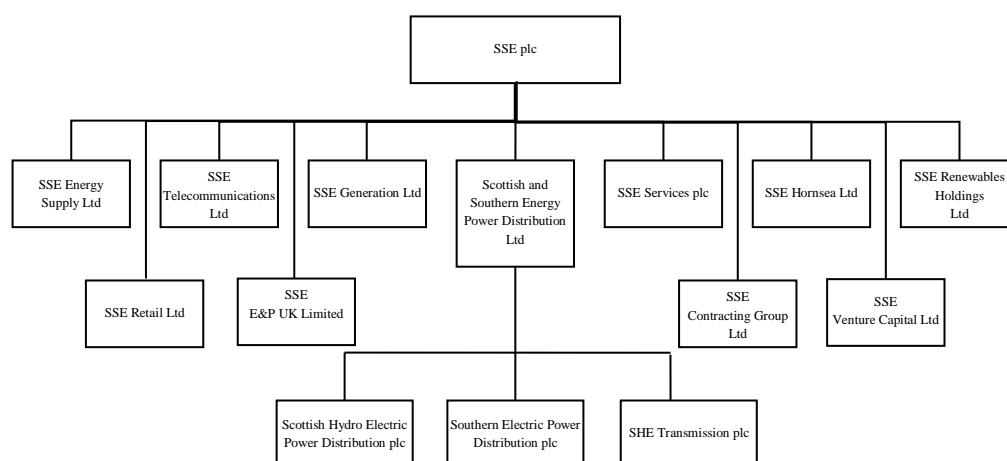 SSE plc
SSE Energy
Supply Ltd
SSE
Telecommunications
Ltd
SSE Generation Ltd
Scottish and
Southern Energy
Power Distribution
Ltd
SSE Services plc
SSE Hornsea Ltd
SSE Renewables
Holdings
Ltd
SSE Retail Ltd
SSE
E&P UK Limited
SSE
Contracting Group
Ltd
SSE
Venture Capital Ltd
Scottish Hydro Electric
Power Distribution plc
Southern Electric Power
Distribution plc
SHE Transmission plc